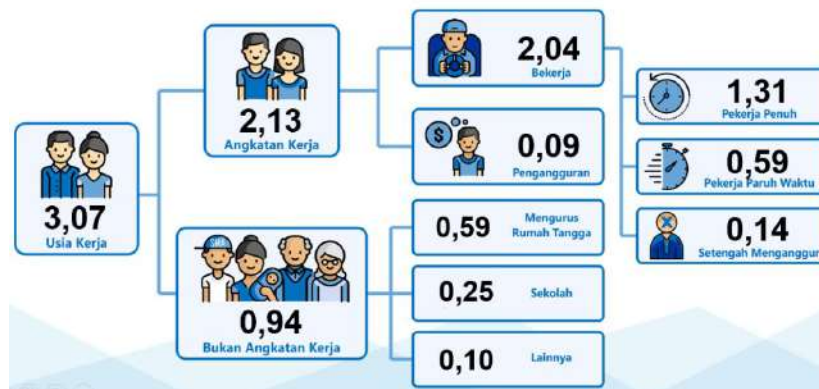 3,07
Usia Kerja
2,13
Angkatan Kerja
0,94
Bukan Angkatan Kerja
2,04
Bekerja
0,09
Pengangguran
0,59
Mengurus
Rumah Tangga
0,25
Sekolah
0,10
Lainnya
1,31
Pekerja Penuh
0,59
Pekerja Paruh Waktu
0,14
Setengah Menganggur
SMA